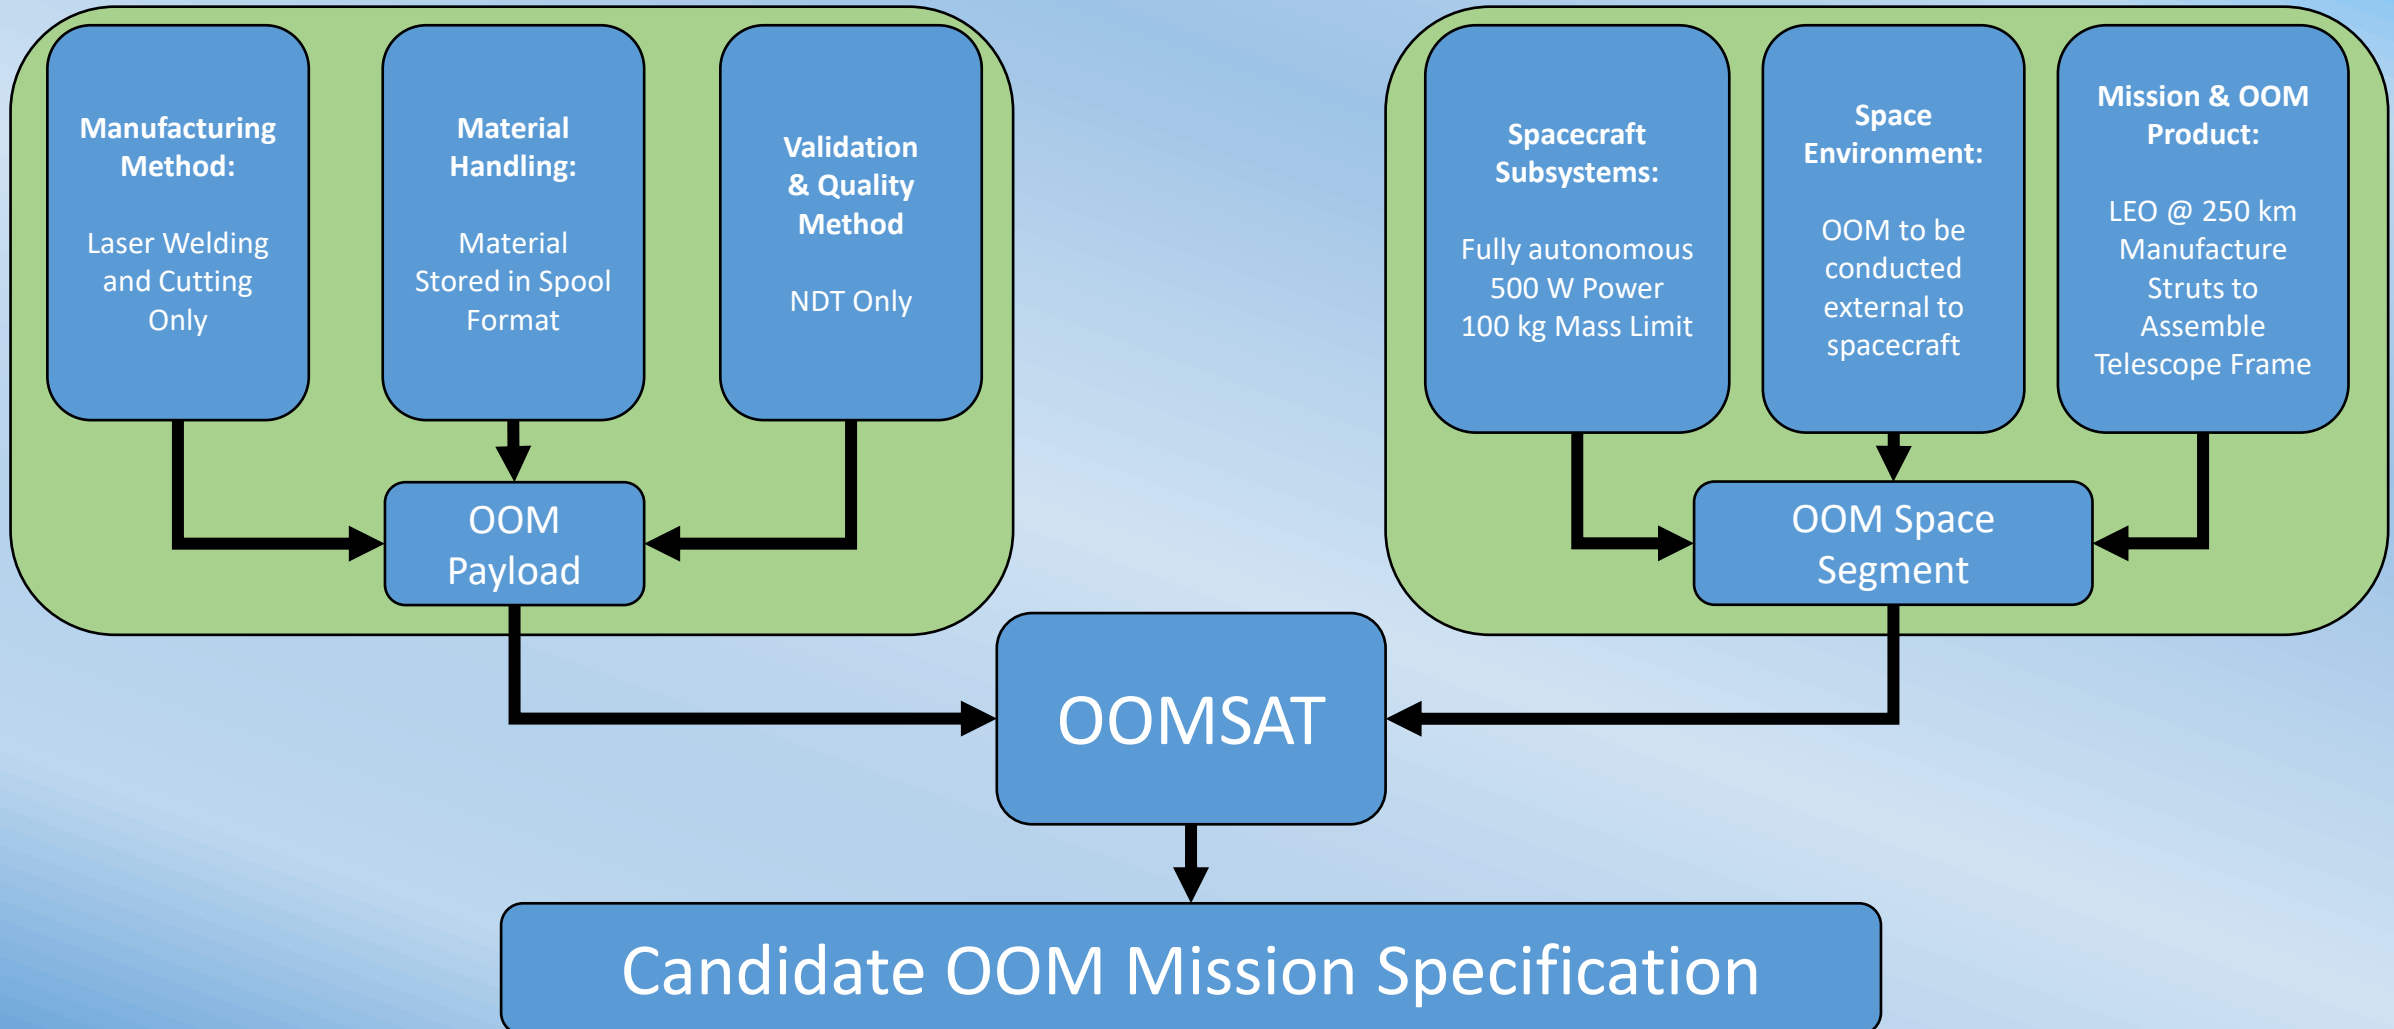 Manufacturing
Method:
Laser Welding
and Cutting
Only
Material
Handling:
Material
Stored in Spool
Format
Validation
& Quality
Method
NDT Only
Spacecraft
Subsystems:
Fully autonomous
500 W Power
100 kg Mass Limit
Space
Environment:
OOM to be
conducted
external to
spacecraft
Mission & OOM
Product:
LEO @ 250 km
Manufacture
Struts to
Assemble
Telescope Frame
OOM
Payload
OOM Space
Segment
OOMSAT
Candidate OOM Mission Specification